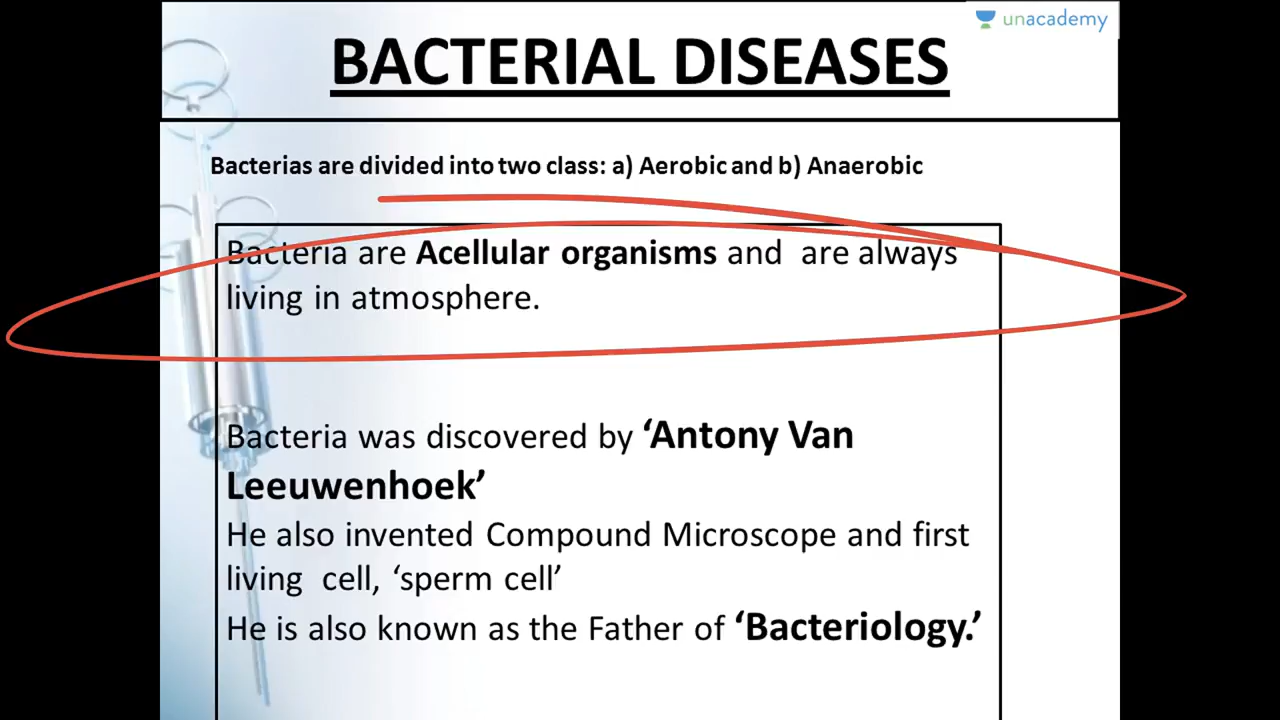 unacademy
BACTERIAL DISEASES
Bacterias are divided into two class: a) Aerobic and b) Anaerobic
Bacteria are Acellular organisms and are always
living in atmosphere.
Bacteria was discovered by ‘Antony Van
Leeuwenhoek’
He also invented Compound Microscope and first
living cell, ‘sperm cell’
He is also known as the Father of ‘Bacteriology.’